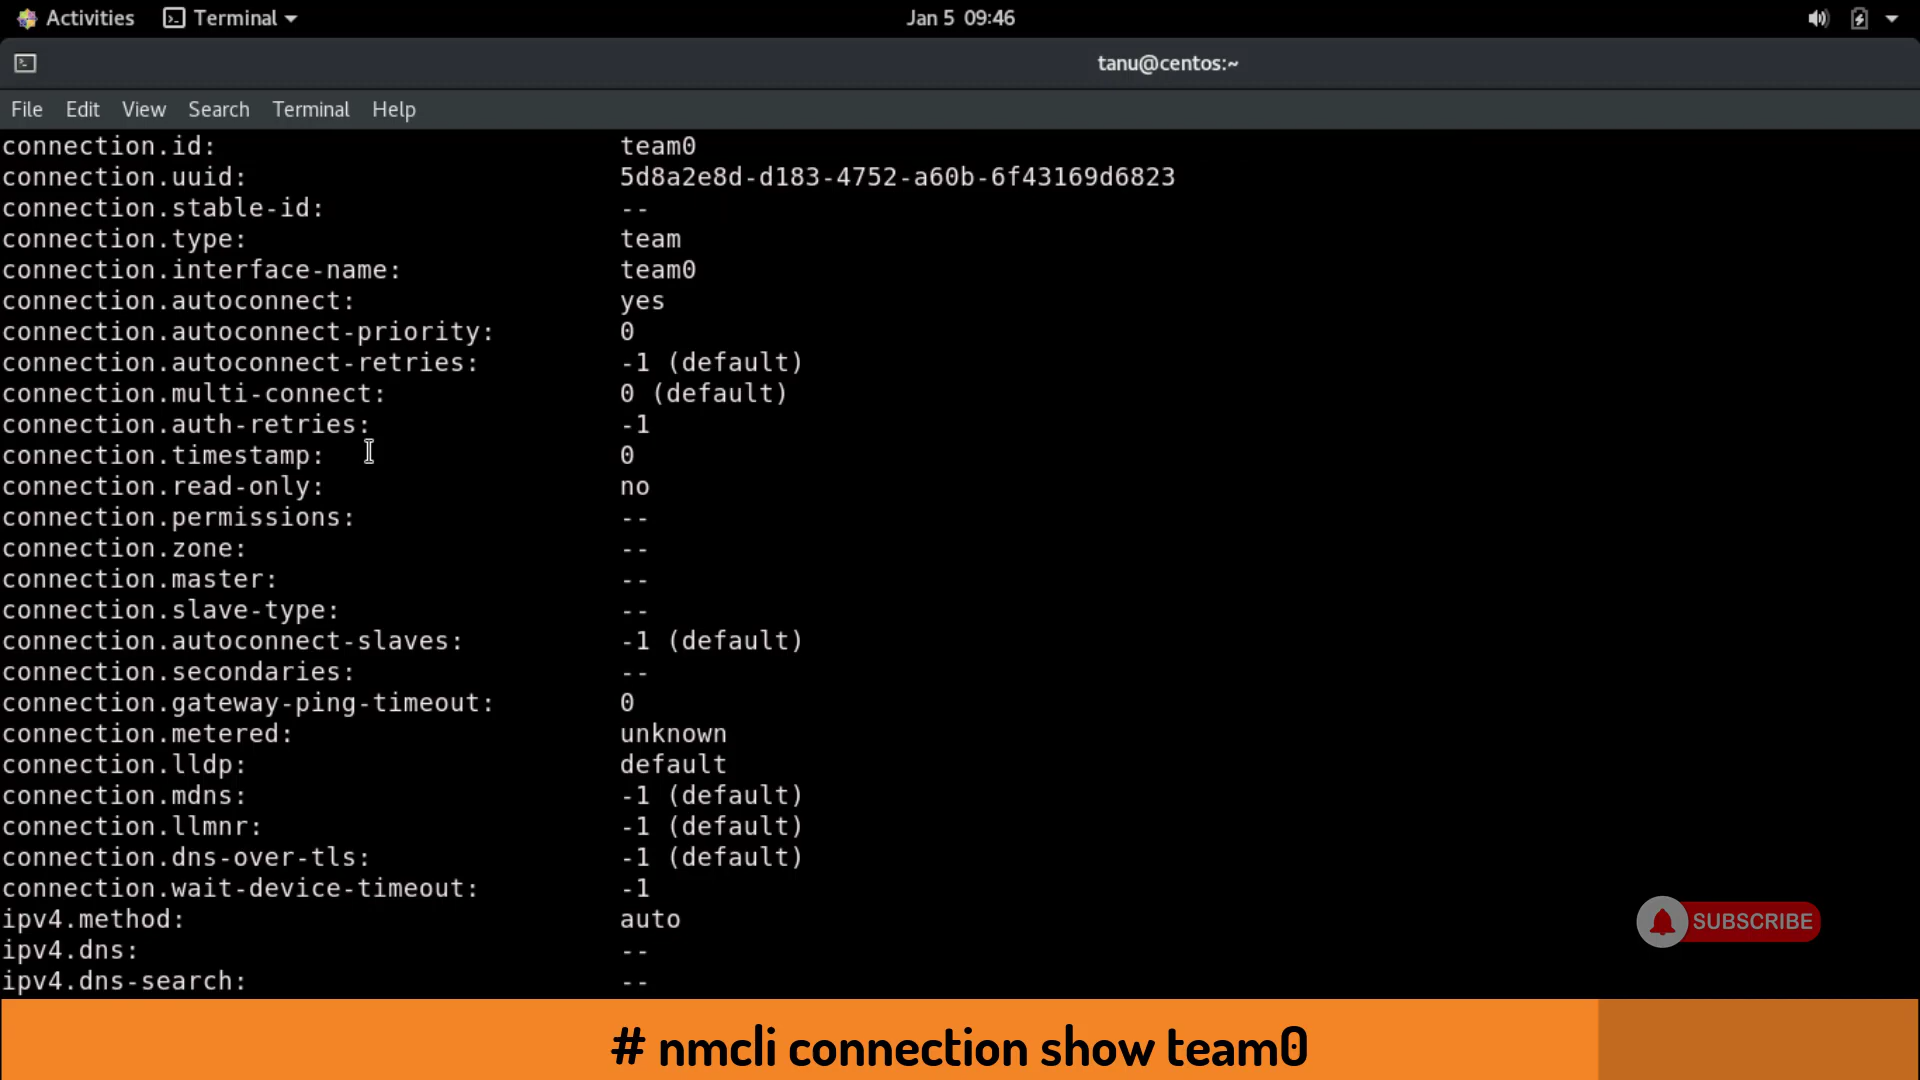 Activities Terminal Jan 5 09:46
tanu@centos:~
File Edit View Search Terminal Help
connection.id: team0
connection.uuid: 5d8a2e8d-d183-4752-a60b-6f43169d6823
connection.stable-id: --
connection.type: team
connection.interface-name: team0
connection.autoconnect: yes
connection.autoconnect-priority: 0
connection.autoconnect-retries: -1 (default)
connection.multi-connect: 0 (default)
connection.auth-retries: -1
connection.timestamp: 0
connection.read-only: no
connection.permissions: --
connection.zone: --
connection.master: --
connection.slave-type: --
connection.autoconnect-slaves: -1 (default)
connection.secondaries: --
connection.gateway-ping-timeout: 0
connection.metered: unknown
connection.lldp: default
connection.mdns: -1 (default)
connection.llmnr: -1 (default)
connection.dns-over-tls: -1 (default)
connection.wait-device-timeout: -1
ipv4.method: auto
SUBSCRIBE
ipv4.dns: --
ipv4.dns-search: --
# nmcli connection show team0